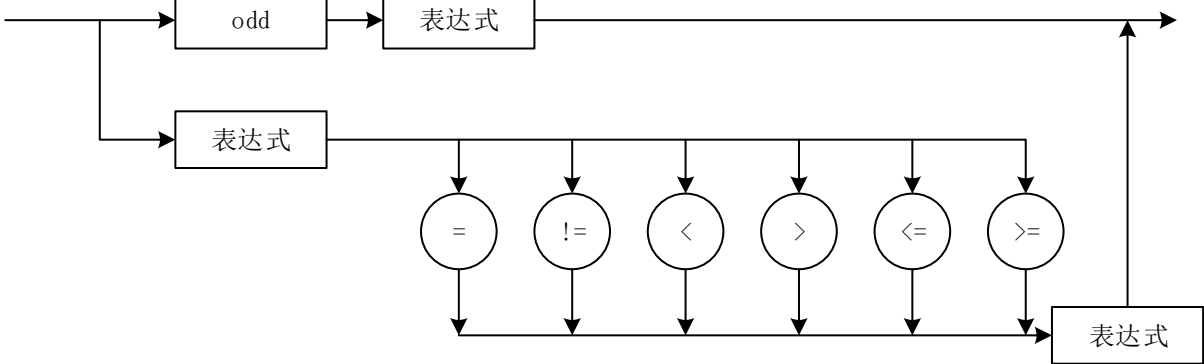 odd 表达式
表达式
= != < > <= >=
表达式